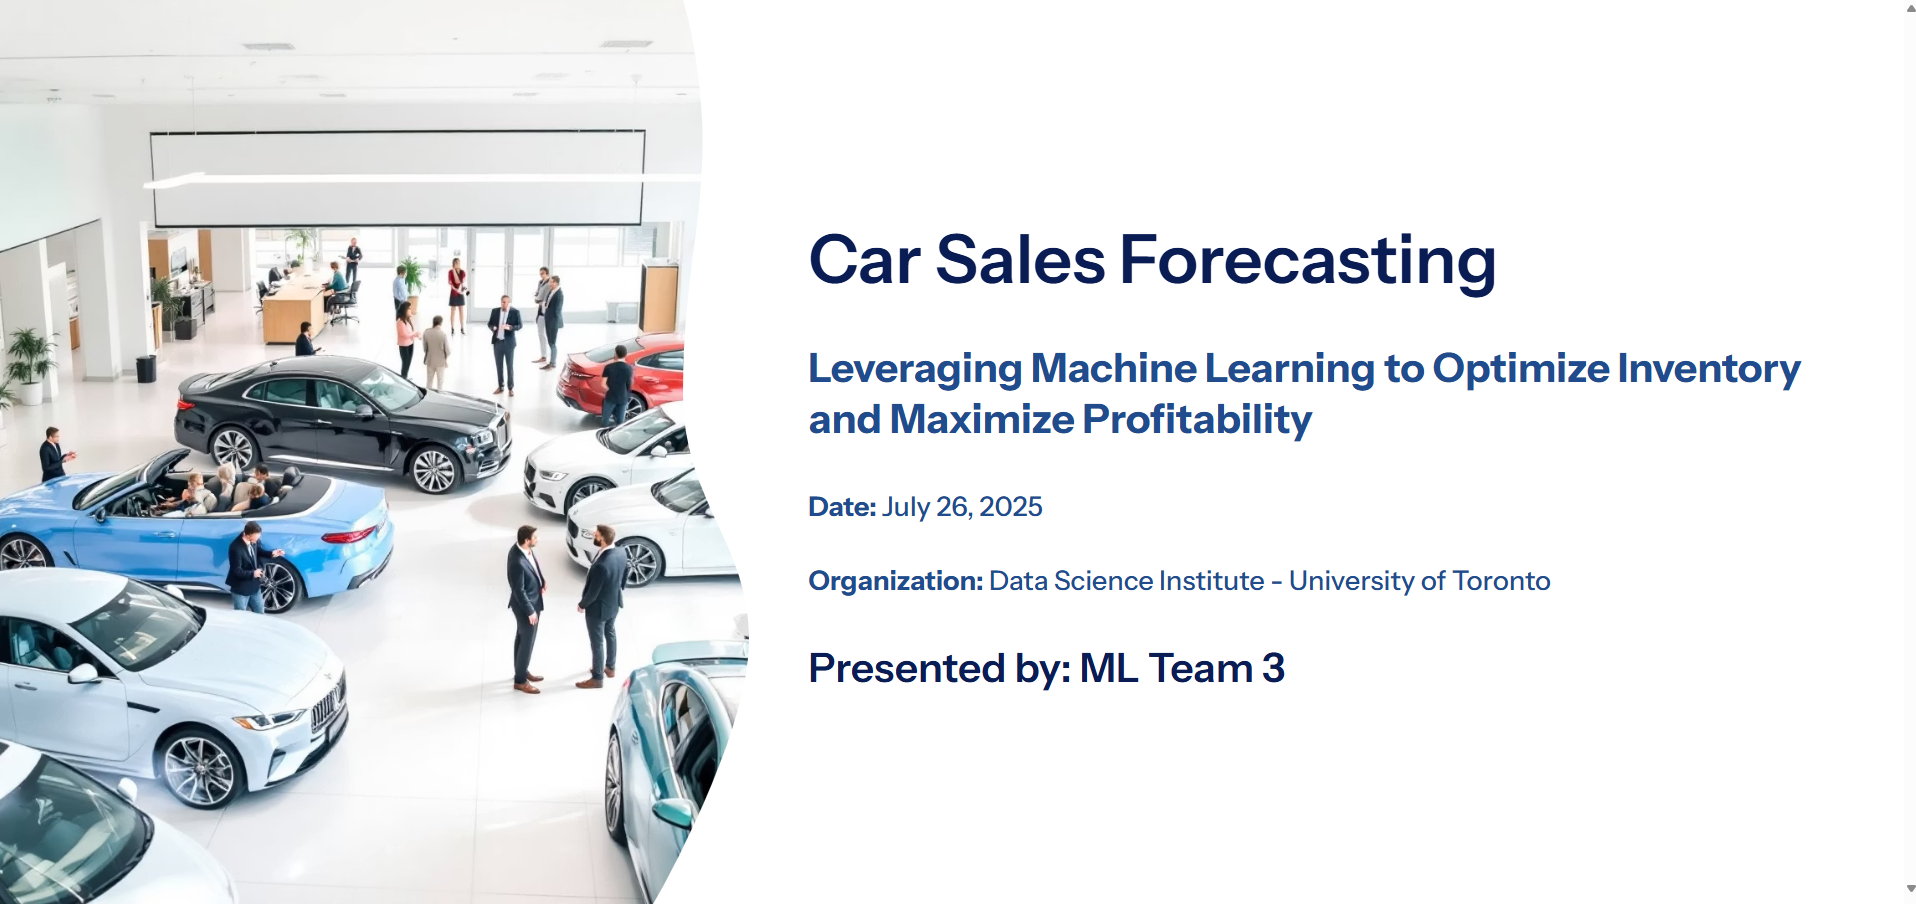 Car Sales Forecasting
Leveraging Machine Learning to Optimize Inventory
and Maximize Profitability
Date: July 26, 2025
Organization: Data Science Institute - University of Toronto
Presented by: ML Team 3